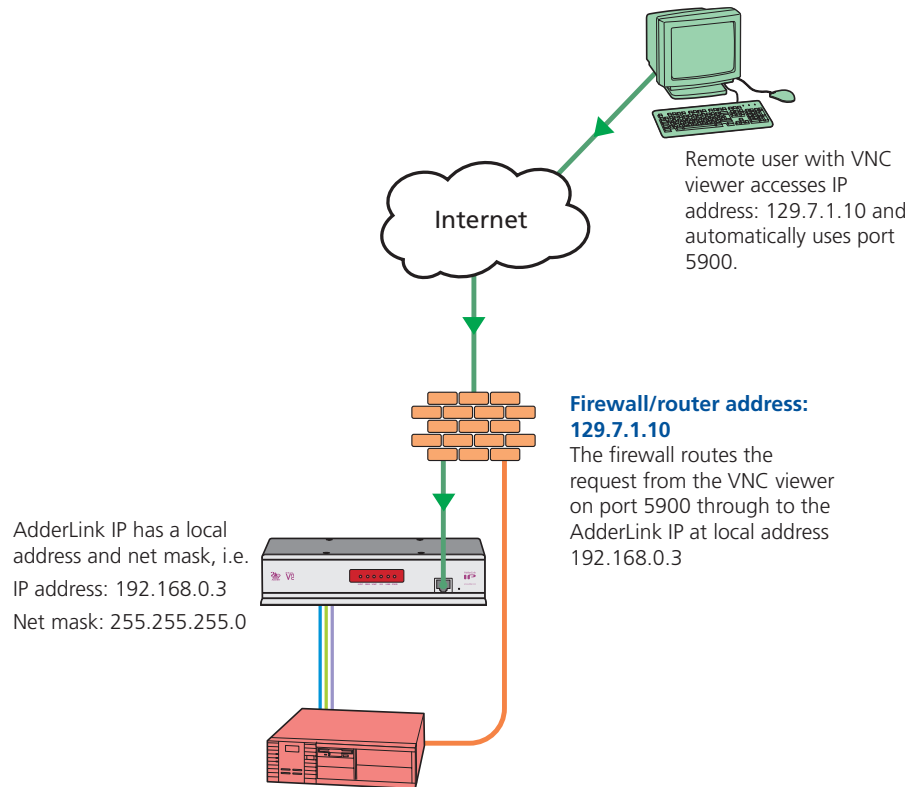 Remote user with VNC
viewer accesses IP
address: 129.7.1.10 and
automatically uses port
5900.
Internet
Firewall/router address:
129.7.1.10
The firewall routes the
request from the VNC viewer
on port 5900 through to the
AdderLink IP at local address
192.168.0.3
AdderLink IP has a local
address and net mask, i.e.
IP address: 192.168.0.3
Net mask: 255.255.255.0
IP